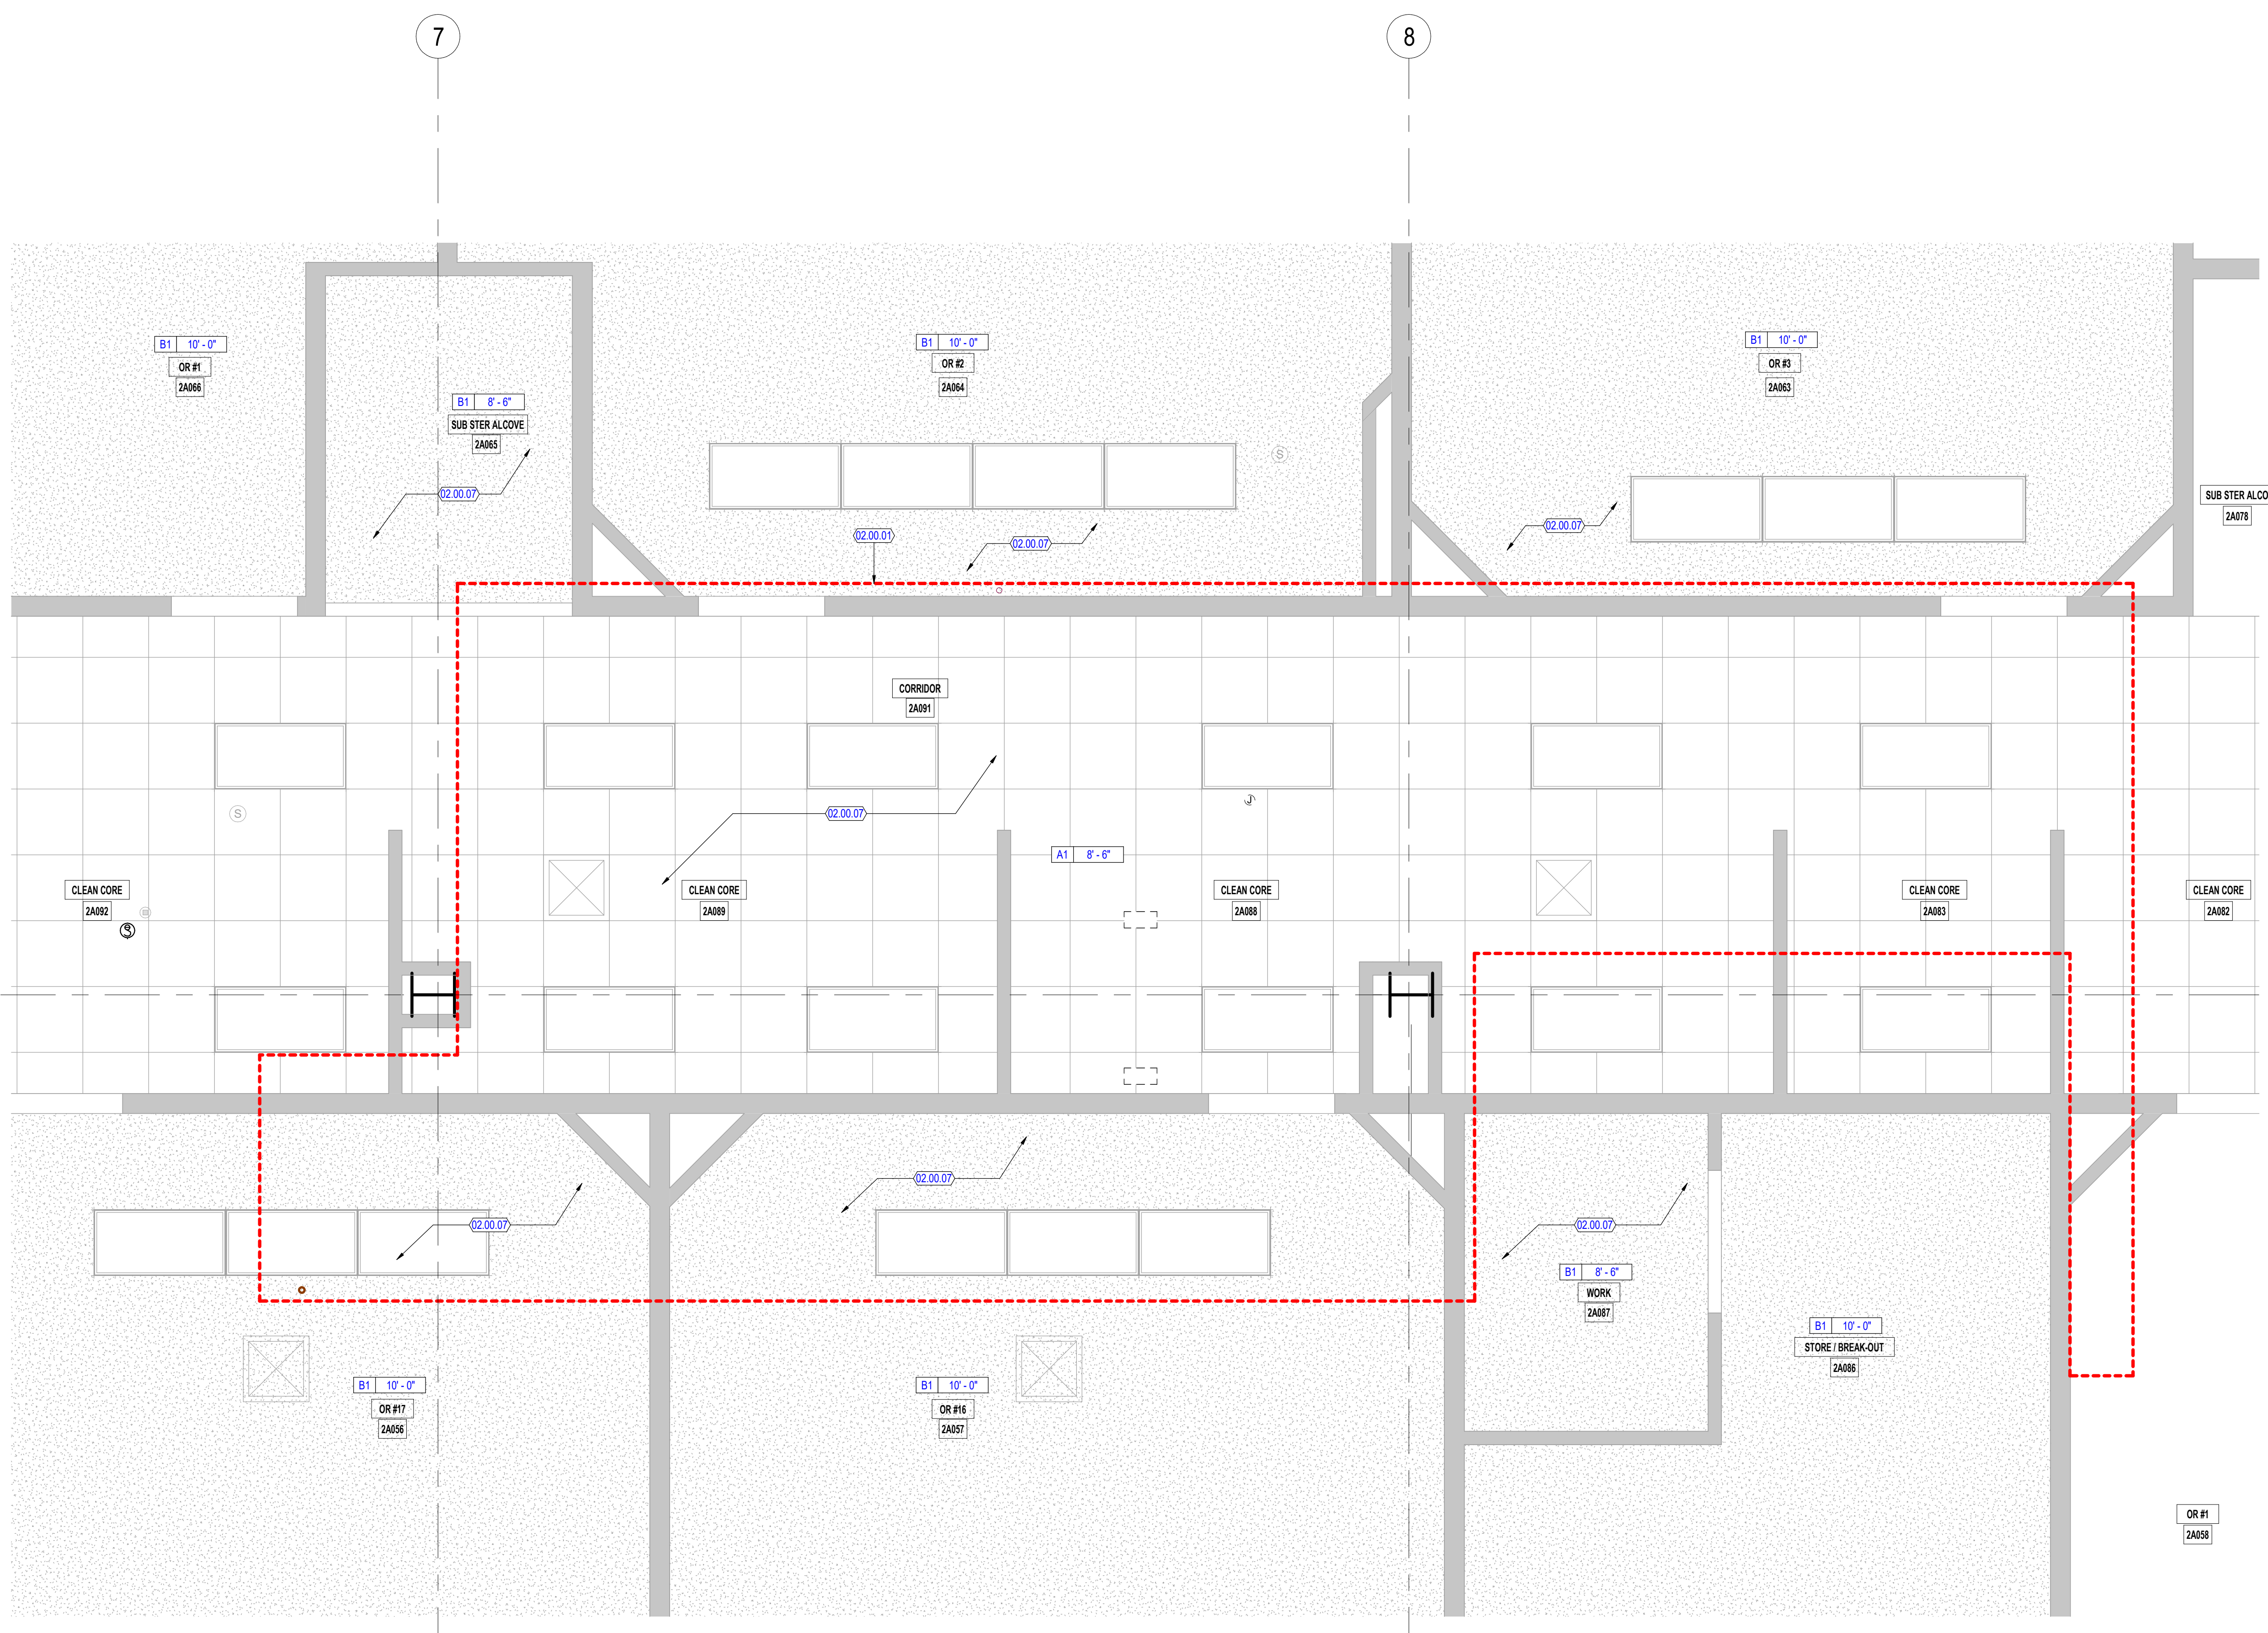 7
8
B1 10' - 0"
OR #1
2A066
B1 8' - 6"
SUB STER ALCOVE
2A065
02.00.07
B1 10' - 0"
OR #2
2A064
S
02.00.01
02.00.07
B1 10' - 0"
OR #3
2A063
02.00.07
SUB STER ALCO
2A078
CORRIDOR
2A091
S
02.00.07
J
A1 8' - 6"
CLEAN CORE
2A092
CLEAN CORE
2A089
CLEAN CORE
2A088
CLEAN CORE
2A083
CLEAN CORE
2A082
02.00.07
02.00.07
02.00.07
B1 8' - 6"
WORK
2A087
B1 10' - 0"
STORE / BREAK-OUT
2A086
B1 10' - 0"
OR #17
2A056
B1 10' - 0"
OR #16
2A057
OR #1
2A058